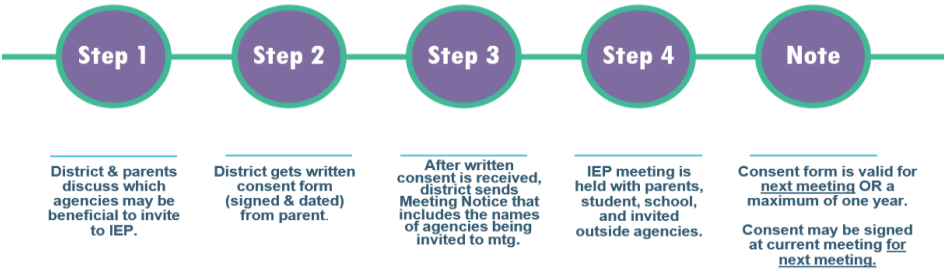 Step 1
Step 2
Step 3
Step 4
Note
District & parents
discuss which
agencies may be
beneficial to invite
to IEP.
District gets written
consent form
(signed & dated)
from parent.
After written
consent is received,
district sends
Meeting Notice that
includes the names
of agencies being
invited to mtg.
IEP meeting is
held with parents,
student, school,
and invited
outside agencies.
Consent form is valid for
next meeting OR a
maximum of one year.
Consent may be signed
at current meeting for
next meeting.